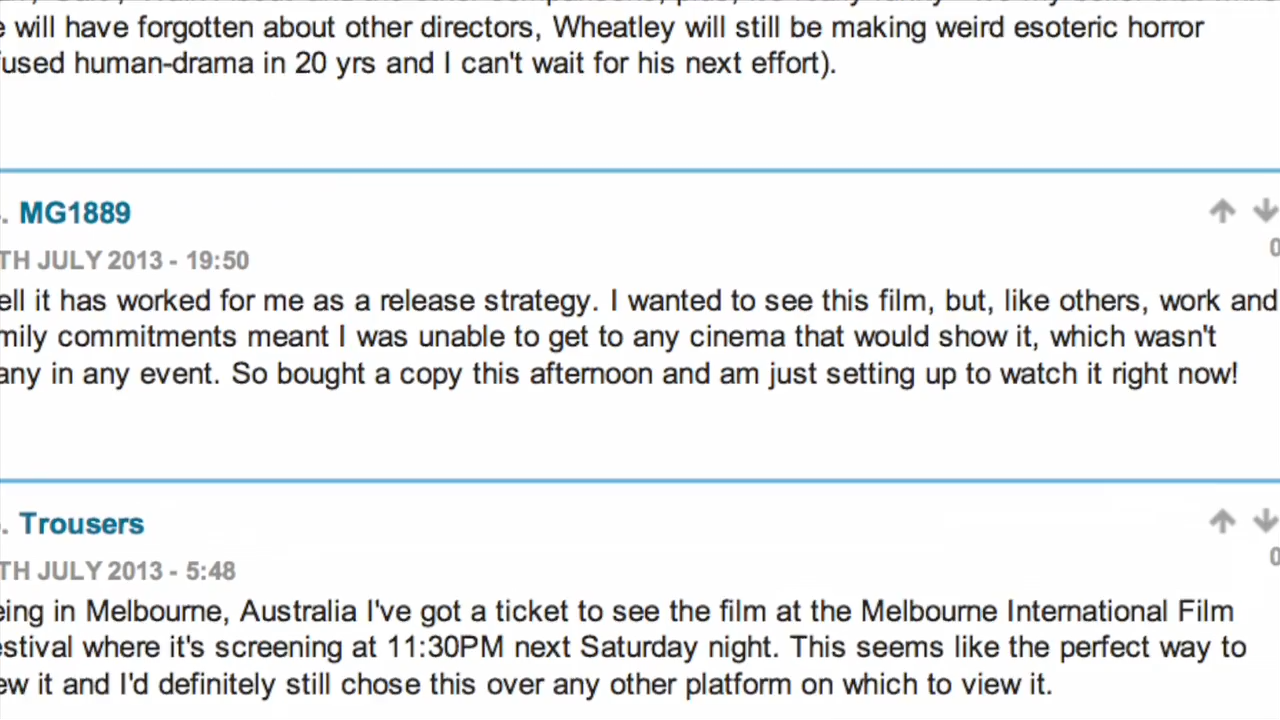 will have forgotten about other directors, Wheatley will still be making weird esoteric horror
fused human-drama in 20 yrs and I can't wait for his next effort).
. MG1889
TH JULY 2013 - 19:50
0
ell it has worked for me as a release strategy. I wanted to see this film, but, like others, work and
mily commitments meant I was unable to get to any cinema that would show it, which wasn't
any in any event. So bought a copy this afternoon and am just setting up to watch it right now!
. Trousers
TH JULY 2013 - 5:48
0
eing in Melbourne, Australia I've got a ticket to see the film at the Melbourne International Film
estival where it's screening at 11:30PM next Saturday night. This seems like the perfect way to
ew it and I'd definitely still chose this over any other platform on which to view it.